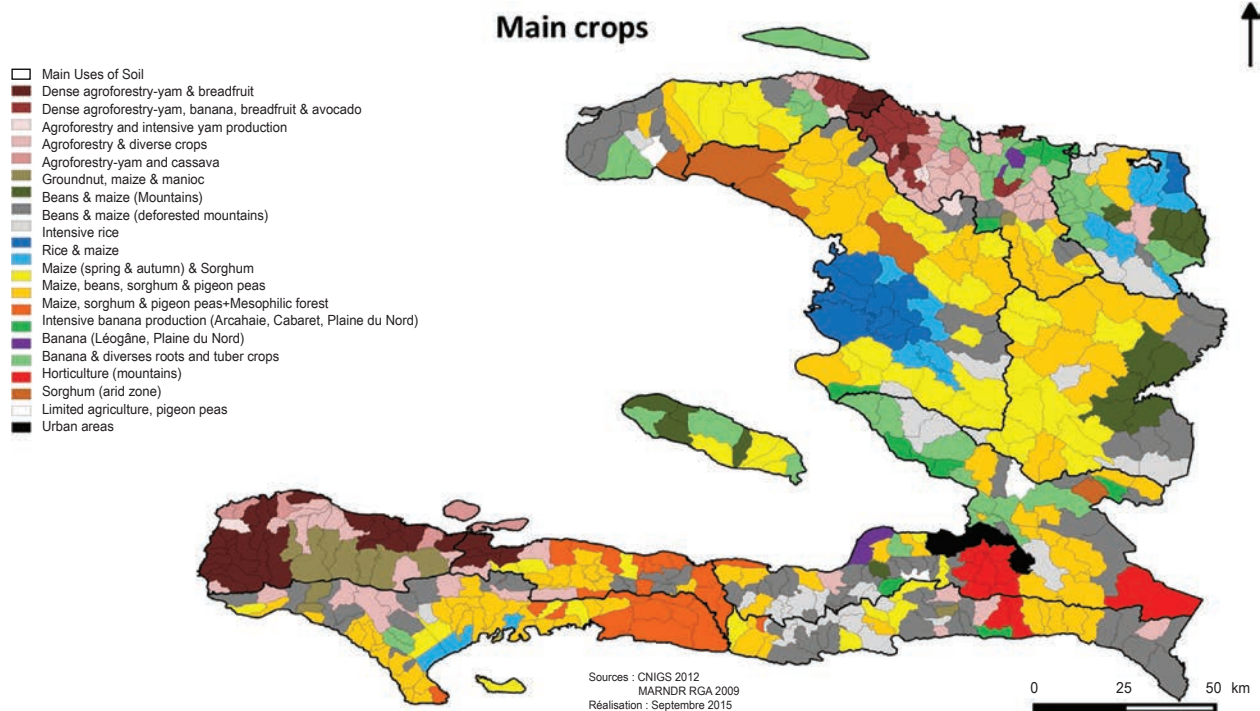 Main crops
Main Uses of Soil
Dense agroforestry-yam & breadfruit
Dense agroforestry-yam, banana, breadfruit & avocado
Agroforestry and intensive yam production
Agroforestry & diverse crops
Agroforestry-yam and cassava
Groundnut, maize & manioc
Beans & maize (Mountains)
Beans & maize (deforested mountains)
Intensive rice
Rice & maize
Maize (spring & autumn) & Sorghum
Maize, beans, sorghum & pigeon peas
Maize, sorghum & pigeon peas+Mesophilic forest
Intensive banana production (Arcahaie, Cabaret, Plaine du Nord)
Banana (Léogâne, Plaine du Nord)
Banana & diverses roots and tuber crops
Horticulture (mountains)
Sorghum (arid zone)
Limited agriculture, pigeon peas
Urban areas
Sources : CNIGS 2012
MARNDR RGA 2009
Réalisation : Septembre 2015
0 25 50 km